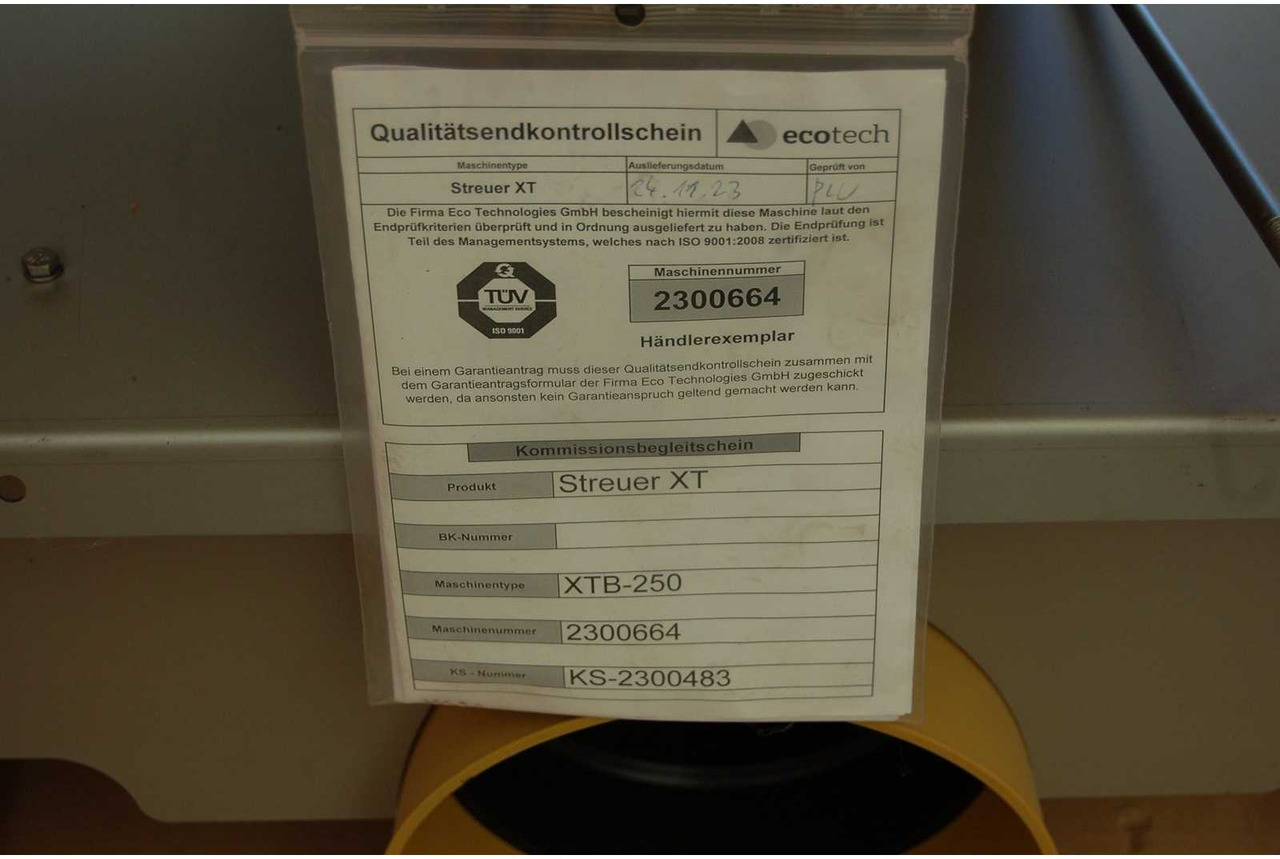 Qualitätsendkontrollschein
ecotech
Maschinentype
Auslieferungsdatum
Geprüft von
Streuer XT
24.11.23
Die Firma Eco Technologies GmbH bescheinigt hiermit diese Maschine laut den
Endprüfkriterien überprüft und in Ordnung ausgeliefert zu haben. Die Endprüfung ist
Teil des Managementsystems, welches nach ISO 9001:2008 zertifiziert ist.
TÜV
MANAGEMENT SERVICE
ISO 9001
Maschinennummer
2300664
Händlerexemplar
Bei einem Garantieantrag muss dieser Qualitätsendkontrollschein zusammen mit
dem Garantieantragsformular der Firma Eco Technologies GmbH zugeschickt
werden, da ansonsten kein Garantieanspruch geltend gemacht werden kann.
Kommissionsbegleitschein
Produkt Streuer XT
BK-Nummer
Maschinentype XTB-250
Maschinenummer 2300664
KS - Nummer KS-2300483